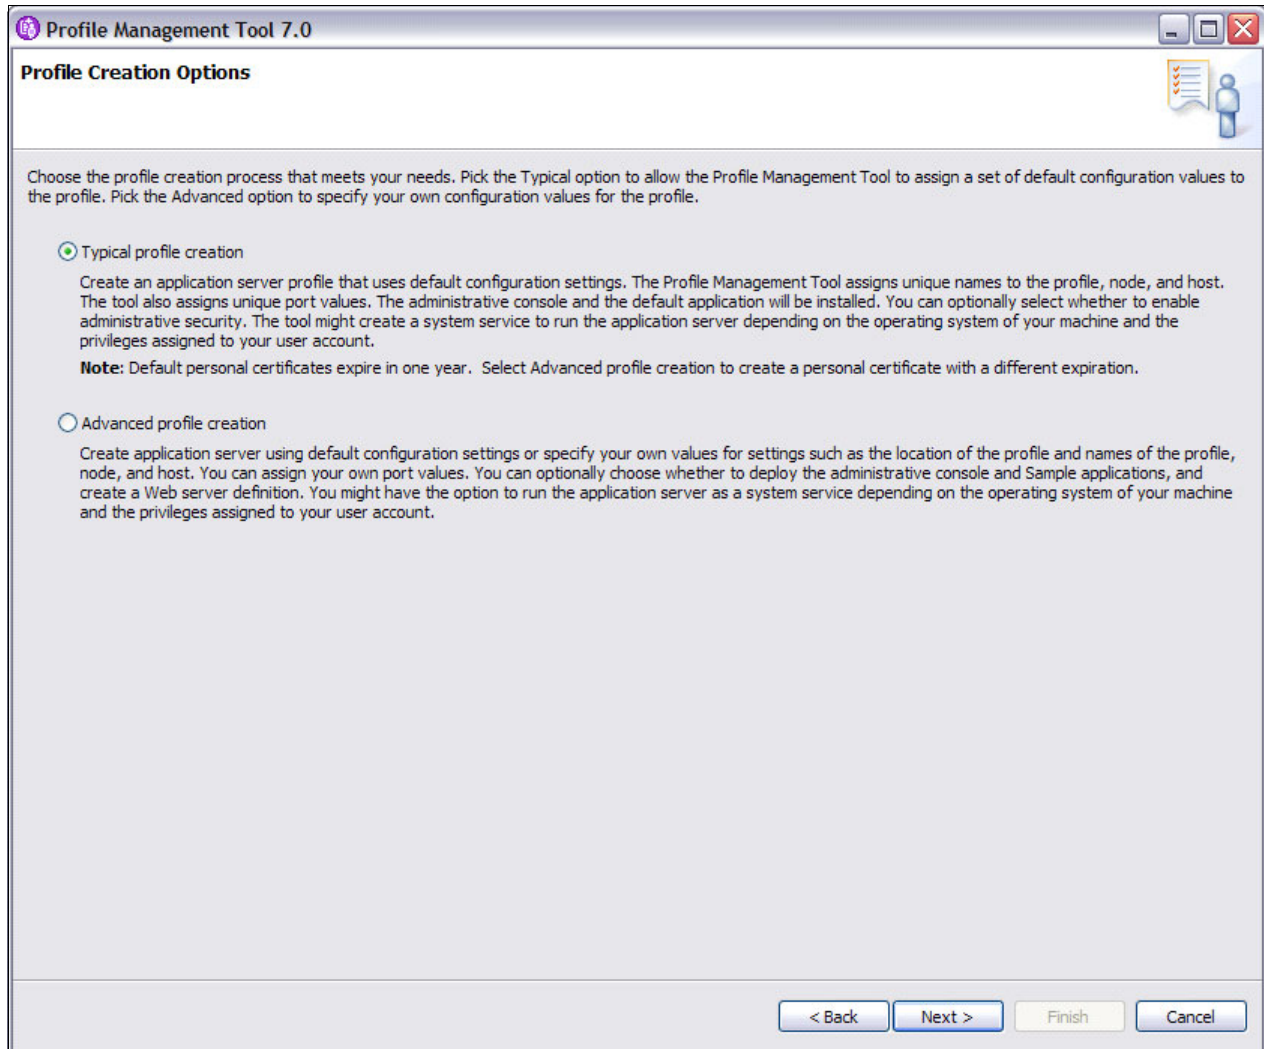 Profile Management Tool 7.0
Profile Creation Options
Choose the profile creation process that meets your needs. Pick the Typical option to allow the Profile Management Tool to assign a set of default configuration values to
the profile. Pick the Advanced option to specify your own configuration values for the profile.
Typical profile creation
Create an application server profile that uses default configuration settings. The Profile Management Tool assigns unique names to the profile, node, and host.
The tool also assigns unique port values. The administrative console and the default application will be installed. You can optionally select whether to enable
administrative security. The tool might create a system service to run the application server depending on the operating system of your machine and the
privileges assigned to your user account.
Note: Default personal certificates expire in one year. Select Advanced profile creation to create a personal certificate with a different expiration.
Advanced profile creation
Create application server using default configuration settings or specify your own values for settings such as the location of the profile and names of the profile,
node, and host. You can assign your own port values. You can optionally choose whether to deploy the administrative console and Sample applications, and
create a Web server definition. You might have the option to run the application server as a system service depending on the operating system of your machine
and the privileges assigned to your user account.
< Back Next > Finish Cancel